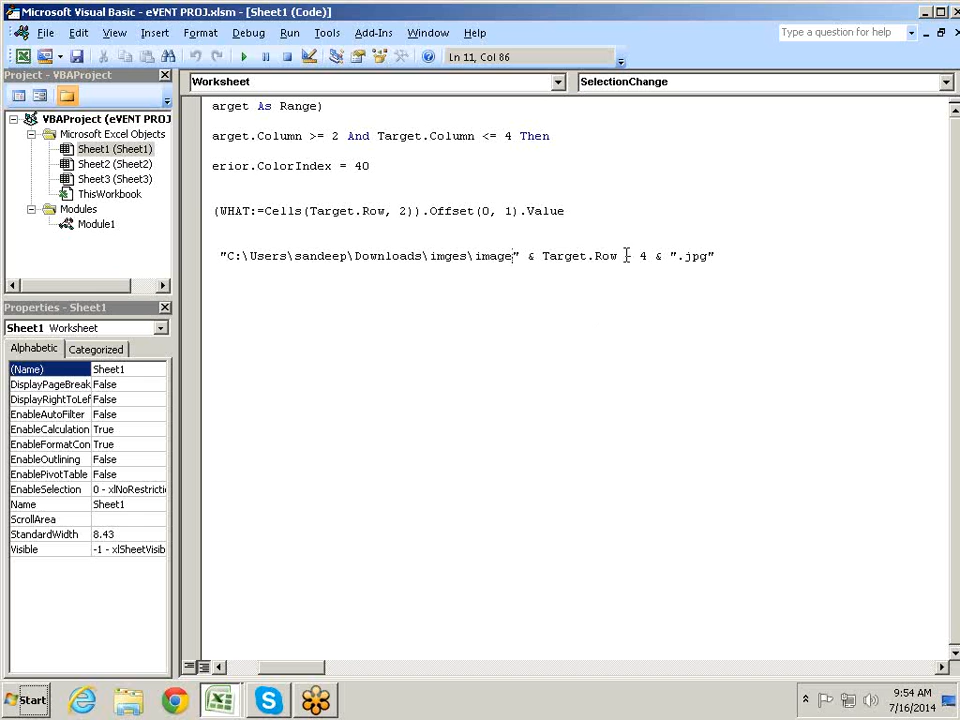 Microsoft Visual Basic - eVENT PROJ.xlsm - [Sheet1 (Code)]
File Edit View Insert Format Debug Run Tools Add-Ins Window Help
Type a question for help
Ln 11, Col 86
Project - VBAProject
Worksheet
SelectionChange
VBAProject (eVENT PROJ
Microsoft Excel Objects
Sheet1 (Sheet1)
Sheet2 (Sheet2)
Sheet3 (Sheet3)
ThisWorkbook
Modules
Module1
arget As Range)
arget.Column >= 2 And Target.Column <= 4 Then
erior.ColorIndex = 40
(WHAT:=Cells(Target.Row, 2)).Offset(0, 1).Value
"C:\Users\sandeep\Downloads\imges\image" & Target.Row - 4 & ".jpg"
Properties - Sheet1
Sheet1 Worksheet
Alphabetic Categorized
(Name) Sheet1
DisplayPageBreak False
DisplayRightToLef False
EnableAutoFilter False
EnableCalculation True
EnableFormatCon True
EnableOutlining False
EnablePivotTable False
EnableSelection 0 - xlNoRestrictic
Name Sheet1
ScrollArea
StandardWidth 8.43
Visible -1 - xlSheetVisib
Start
9:54 AM
7/16/2014